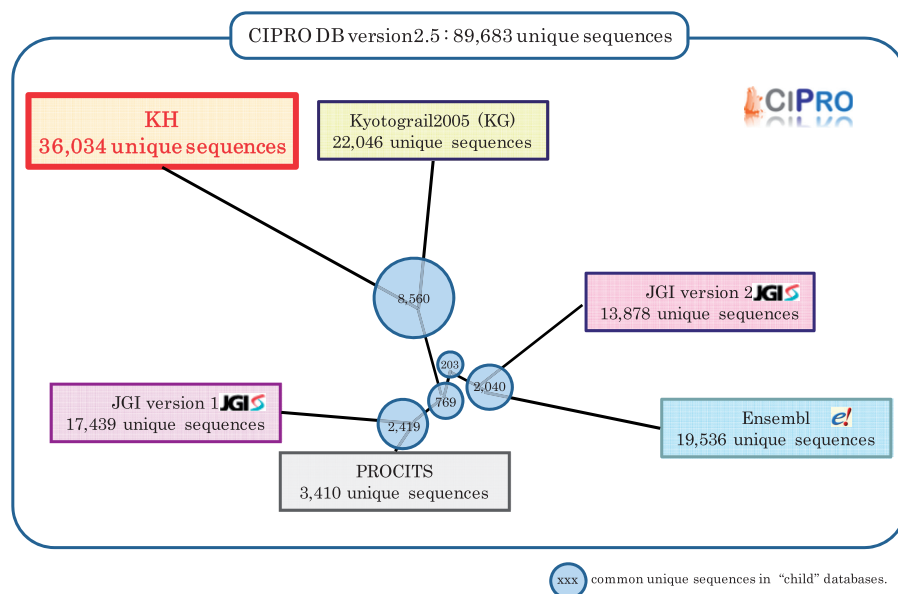 CIPRO DB version2.5 : 89,683 unique sequences
KH
36,034 unique sequences
Kyotograil2005 (KG)
22,046 unique sequences
CIPRO
8,560
JGI version 2 JGI
13,878 unique sequences
203
2,040
769
JGI version 1 JGI
17,439 unique sequences
2,419
Ensembl e!
19,536 unique sequences
PROCITS
3,410 unique sequences
xxx common unique sequences in “child” databases.